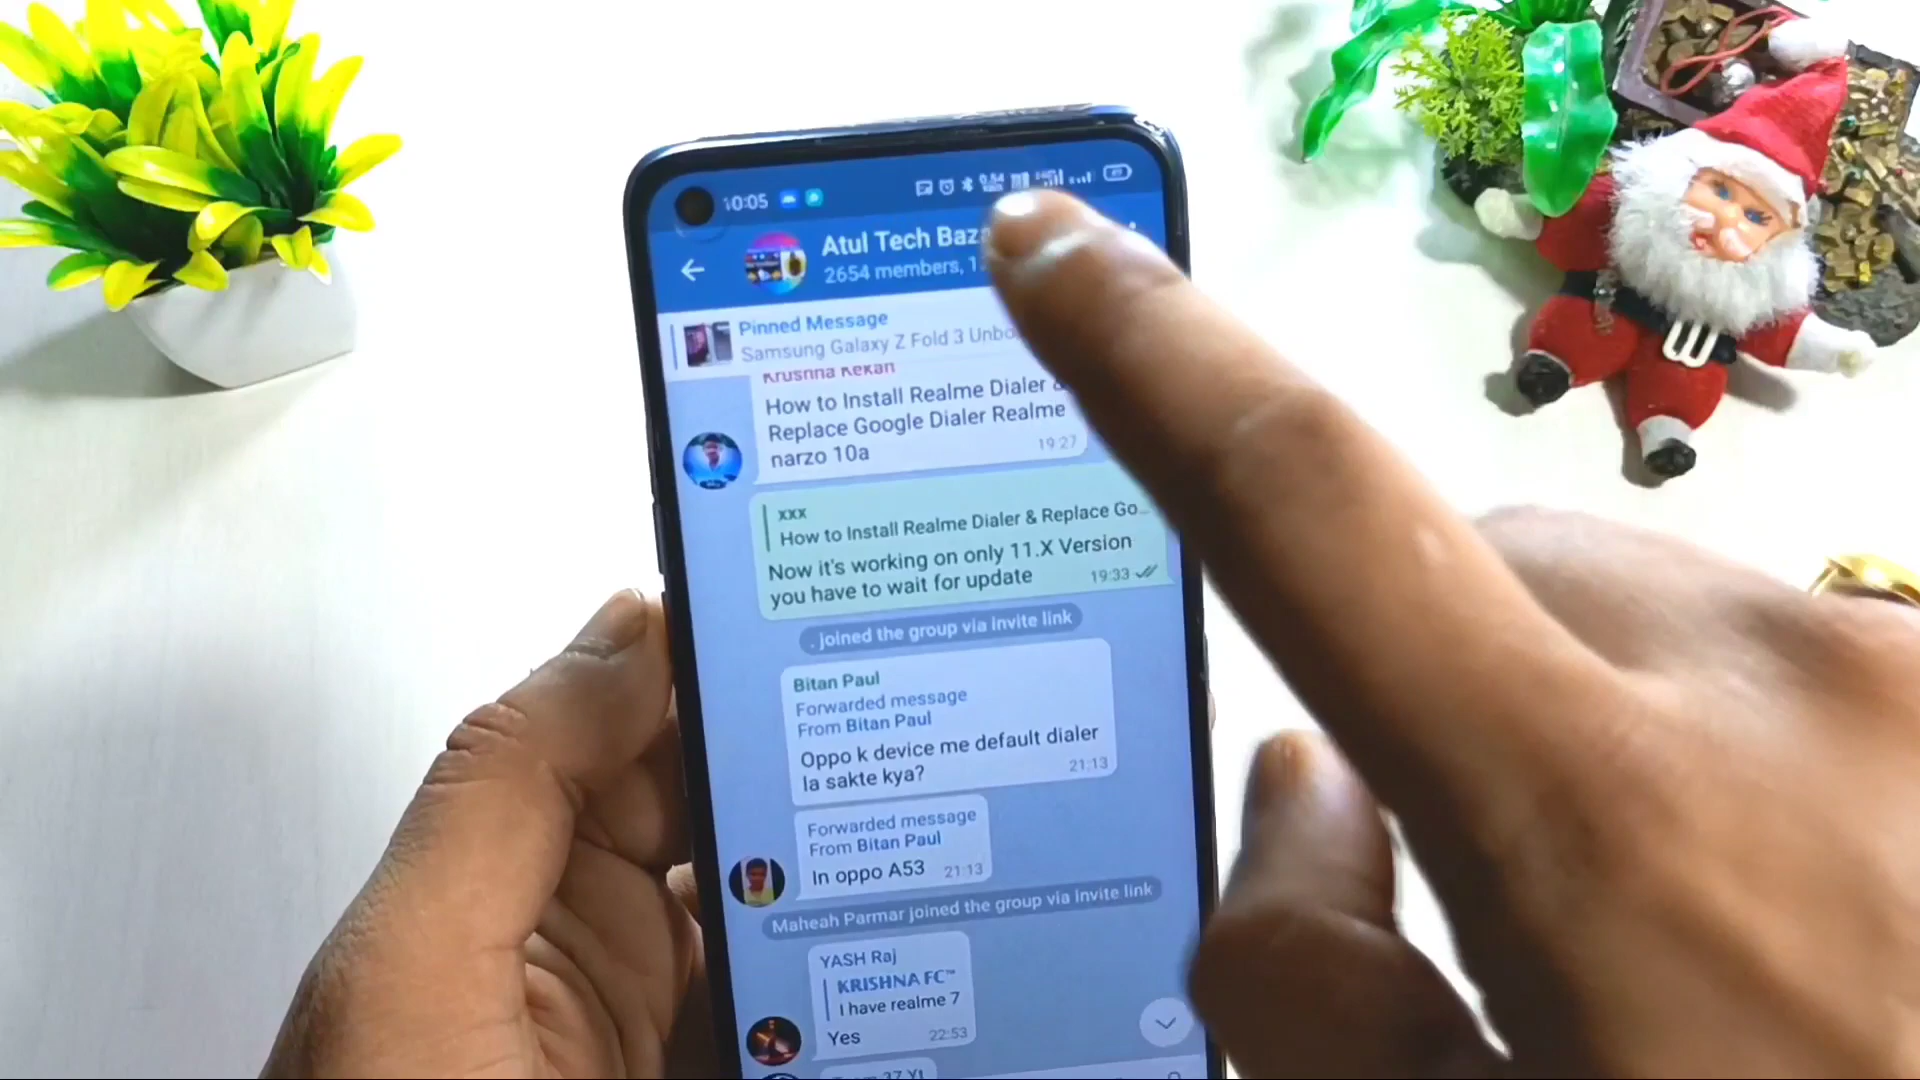 10:05
Atul Tech Baza
2654 members, 1
Pinned Message
Samsung Galaxy Z Fold 3 Unbo
Krushna Kekan
How to Install Realme Dialer &
Replace Google Dialer Realme
narzo 10a
19:27
xxx
How to Install Realme Dialer & Replace Go...
Now it's working on only 11.X Version
you have to wait for update
19:33
. joined the group via invite link
Bitan Paul
Forwarded message
From Bitan Paul
Oppo k device me default dialer
la sakte kya?
21:13
Forwarded message
From Bitan Paul
In oppo A53
21:13
Maheah Parmar joined the group via invite link
YASH Raj
KRISHNA FC™
I have realme 7
Yes
22:53